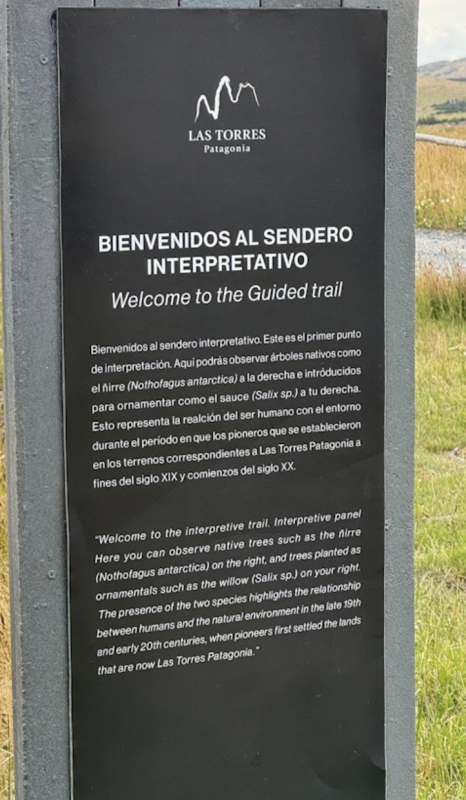 LAS TORRES
Patagonia
BIENVENIDOS AL SENDERO
INTERPRETATIVO
Welcome to the Guided trail
Bienvenidos al sendero interpretativo. Este es el primer punto
de interpretación. Aquí podrás observar árboles nativos como
el ñirre (Nothofagus antarctica) a la derecha e intróducidos
para ornamentar como el sauce (Salix sp.) a tu derecha.
Esto representa la realción del ser humano con el entorno
durante el período en que los pioneros que se establecieron
en los terrenos correspondientes a Las Torres Patagonia a
fines del siglo XIX y comienzos del siglo XX.
"Welcome to the interpretive trail. Interpretive panel
Here you can observe native trees such as the ñirre
(Nothofagus antarctica) on the right, and trees planted as
ornamentals such as the willow (Salix sp.) on your right.
The presence of the two species highlights the relationship
between humans and the natural environment in the late 19th
and early 20th centuries, when pioneers first settled the lands
that are now Las Torres Patagonia."